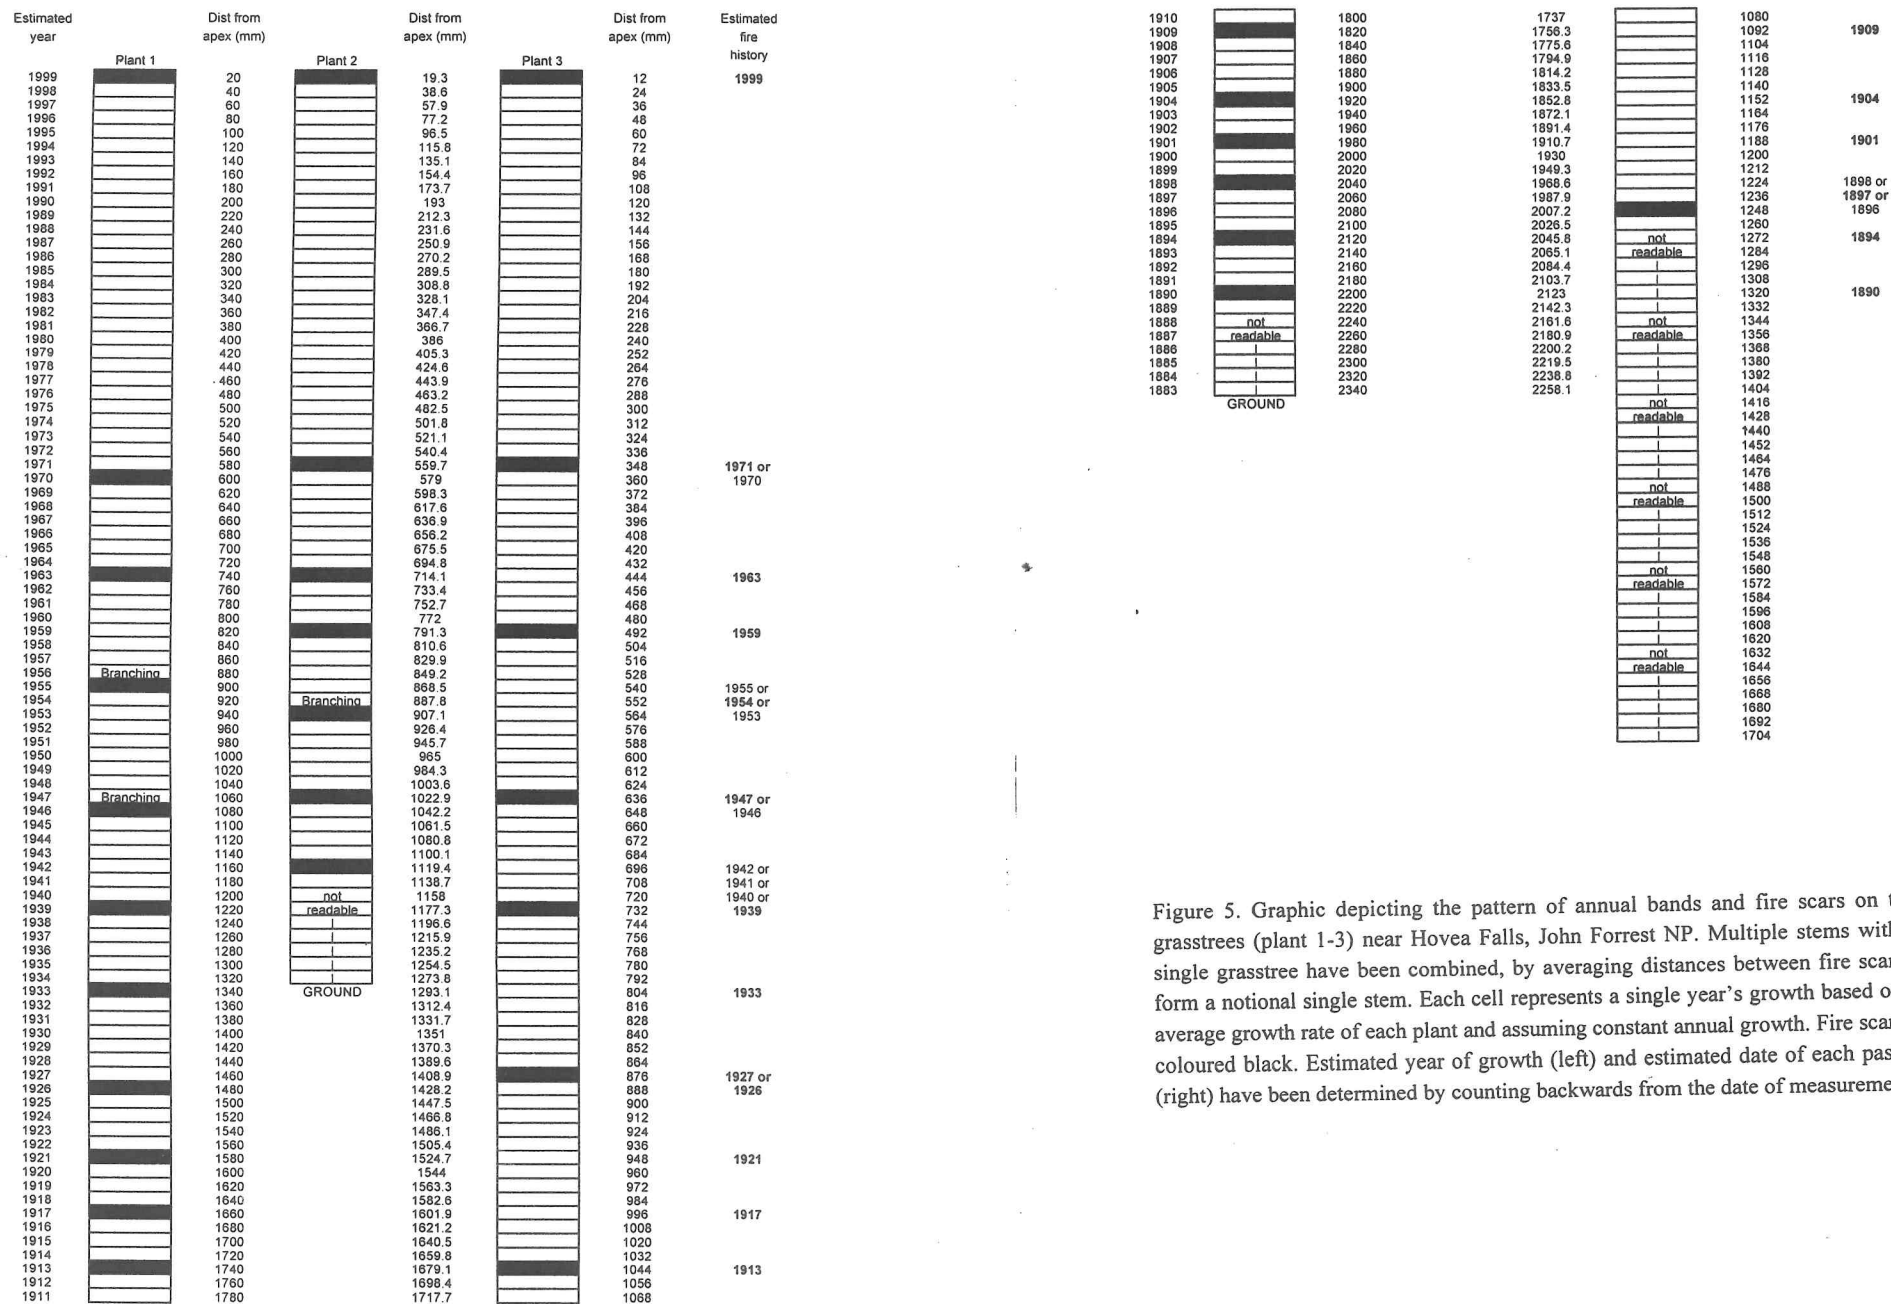 Estimated Dist from Dist from Dist from Estimated
year apex (mm) apex (mm) apex (mm) fire
Plant 1 Plant 2 Plant 3 history
1999 20 19.3 12 1999
1998 40 38.6 24
1997 60 57.9 36
1996 80 77.2 48
1995 100 96.5 60
1994 120 115.8 72
1993 140 135.1 84
1992 160 154.4 96
1991 180 173.7 108
1990 200 193 120
1989 220 212.3 132
1988 240 231.6 144
1987 260 250.9 156
1986 280 270.2 168
1985 300 289.5 180
1984 320 308.8 192
1983 340 328.1 204
1982 360 347.4 216
1981 380 366.7 228
1980 400 386 240
1979 420 405.3 252
1978 440 424.6 264
1977 460 443.9 276
1976 480 463.2 288
1975 500 482.5 300
1974 520 501.8 312
1973 540 521.1 324
1972 560 540.4 336
1971 580 559.7 348 1971 or
1970 600 579 360 1970
1969 620 598.3 372
1968 640 617.6 384
1967 660 636.9 396
1966 680 656.2 408
1965 700 675.5 420
1964 720 694.8 432
1963 740 714.1 444 1963
1962 760 733.4 456
1961 780 752.7 468
1960 800 772 480
1959 820 791.3 492 1959
1958 840 810.6 504
1957 860 829.9 516
1956 Branching 880 849.2 528
1955 900 868.5 540 1955 or
1954 920 Branching 887.8 552 1954 or
1953 940 907.1 564 1953
1952 960 926.4 576
1951 980 945.7 588
1950 1000 965 600
1949 1020 984.3 612
1948 1040 1003.6 624
1947 Branching 1060 1022.9 636 1947 or
1946 1080 1042.2 648 1946
1945 1100 1061.5 660
1944 1120 1080.8 672
1943 1140 1100.1 684
1942 1160 1119.4 696 1942 or
1941 1180 1138.7 708 1941 or
1940 1200 not 1158 720 1940 or
1939 1220 readable 1177.3 732 1939
1938 1240 1196.6 744
1937 1260 1215.9 756
1936 1280 1235.2 768
1935 1300 1254.5 780
1934 1320 1273.8 792
1933 1340 GROUND 1293.1 804 1933
1932 1360 1312.4 816
1931 1380 1331.7 828
1930 1400 1351 840
1929 1420 1370.3 852
1928 1440 1389.6 864
1927 1460 1408.9 876 1927 or
1926 1480 1428.2 888 1926
1925 1500 1447.5 900
1924 1520 1466.8 912
1923 1540 1486.1 924
1922 1560 1505.4 936
1921 1580 1524.7 948 1921
1920 1600 1544 960
1919 1620 1563.3 972
1918 1640 1582.6 984
1917 1660 1601.9 996 1917
1916 1680 1621.2 1008
1915 1700 1640.5 1020
1914 1720 1659.8 1032
1913 1740 1679.1 1044 1913
1912 1760 1698.4 1056
1911 1780 1717.7 1068
1910 1800 1737 1080
1909 1820 1756.3 1092 1909
1908 1840 1775.6 1104
1907 1860 1794.9 1116
1906 1880 1814.2 1128
1905 1900 1833.5 1140
1904 1920 1852.8 1152 1904
1903 1940 1872.1 1164
1902 1960 1891.4 1176
1901 1980 1910.7 1188 1901
1900 2000 1930 1200
1899 2020 1949.3 1212
1898 2040 1968.6 1224 1898 or
1897 2060 1987.9 1236 1897 or
1896 2080 2007.2 1248 1896
1895 2100 2026.5 1260
1894 2120 2045.8 not 1272 1894
1893 2140 2065.1 readable 1284
1892 2160 2084.4 1296
1891 2180 2103.7 1308
1890 2200 2123 1320 1890
1889 2220 2142.3 1332
1888 not 2240 2161.6 not 1344
1887 readable 2260 2180.9 readable 1356
1886 2280 2200.2 1368
1885 2300 2219.5 1380
1884 2320 2238.8 1392
1883 2340 2258.1 1404
GROUND not 1416
readable 1428
1440
1452
1464
1476
not 1488
readable 1500
1512
1524
1536
1548
not 1560
readable 1572
1584
1596
1608
1620
not 1632
readable 1644
1656
1668
1680
1692
1704
Figure 5. Graphic depicting the pattern of annual bands and fire scars on
grasstrees (plant 1-3) near Hovea Falls, John Forrest NP. Multiple stems with
single grasstree have been combined, by averaging distances between fire scar
form a notional single stem. Each cell represents a single year's growth based o
average growth rate of each plant and assuming constant annual growth. Fire scar
coloured black. Estimated year of growth (left) and estimated date of each pas
(right) have been determined by counting backwards from the date of measureme